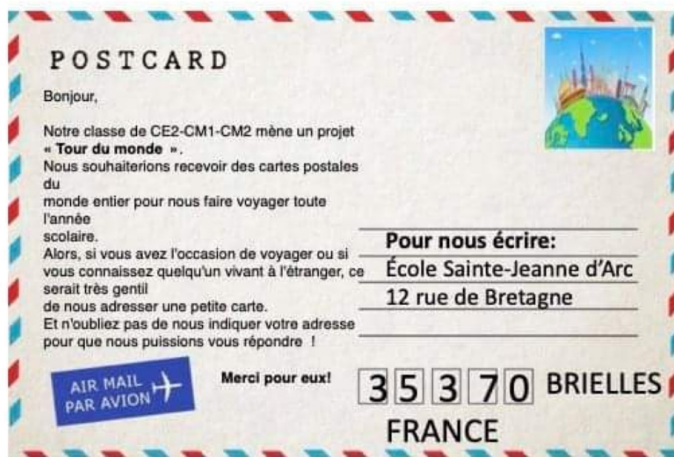 POSTCARD
Bonjour,
Notre classe de CE2-CM1-CM2 mène un projet
« Tour du monde ».
Nous souhaiterions recevoir des cartes postales
du
monde entier pour nous faire voyager toute
l'année
scolaire.
Alors, si vous avez l'occasion de voyager ou si
vous connaissez quelqu'un vivant à l'étranger, ce
serait très gentil
de nous adresser une petite carte.
Et n'oubliez pas de nous indiquer votre adresse
pour que nous puissions vous répondre !
Merci pour eux!
AIR MAIL
PAR AVION
Pour nous écrire:
École Sainte-Jeanne d'Arc
12 rue de Bretagne
35370 BRIELLES
FRANCE